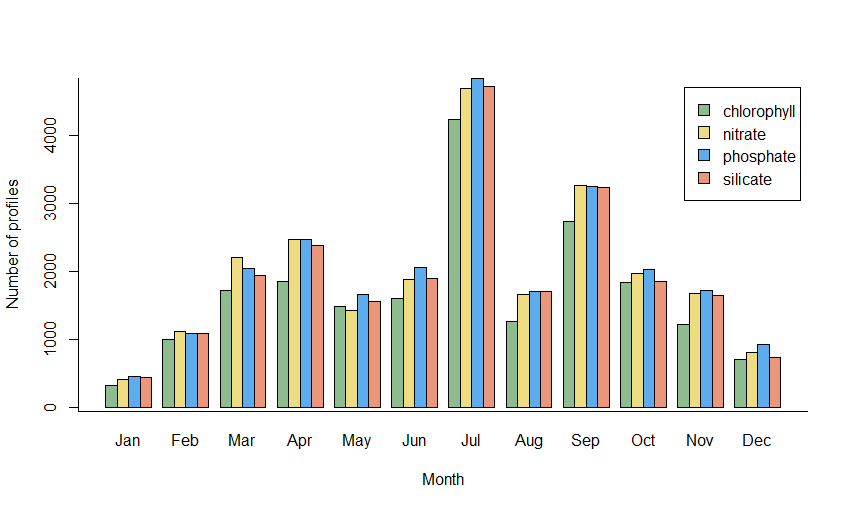 chlorophyll
nitrate
phosphate
silicate
Number of profiles
4000
3000
2000
1000
0
Jan Feb Mar Apr May Jun Jul Aug Sep Oct Nov Dec
Month